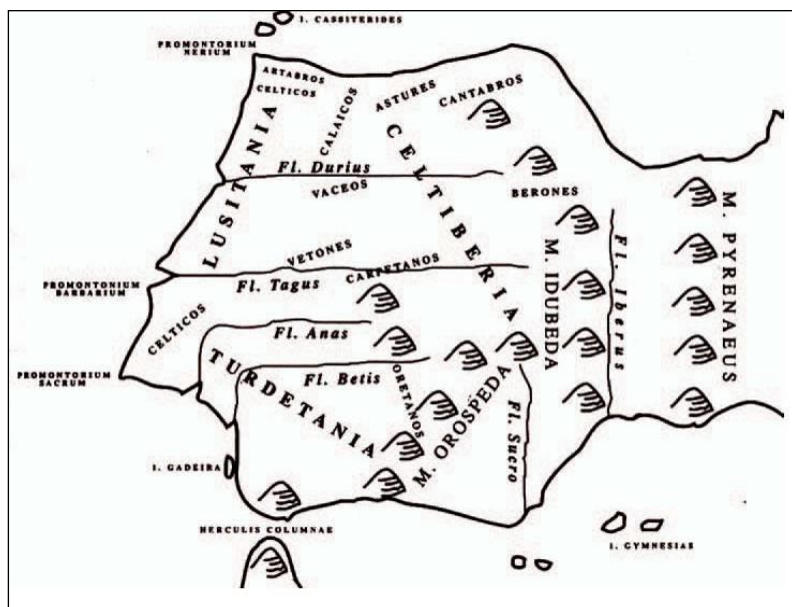 I. CASSITERIDES
PROMONTORIUM
NERIUM
ARTABROS
CELTICOS
CALAICOS
ASTURES
CANTABROS
LUSITANIA
CELTIBERIA
Fl. Durius
VACEOS
BERONES
VETONES
CARPETANOS
Fl. Tagus
PROMONTONIUM
BARBARIUM
M. IDUBEDA
Fl. Iberus
M. PYRENAEUS
CELTICOS
Fl. Anas
PROMONTORIUM
SACRUM
TURDETANIA
Fl. Betis
ORETANOS
M. OROSPEDA
Fl. Sucro
I. GADEIRA
HERCULIS COLUMNAE
I. GYMNESIAS